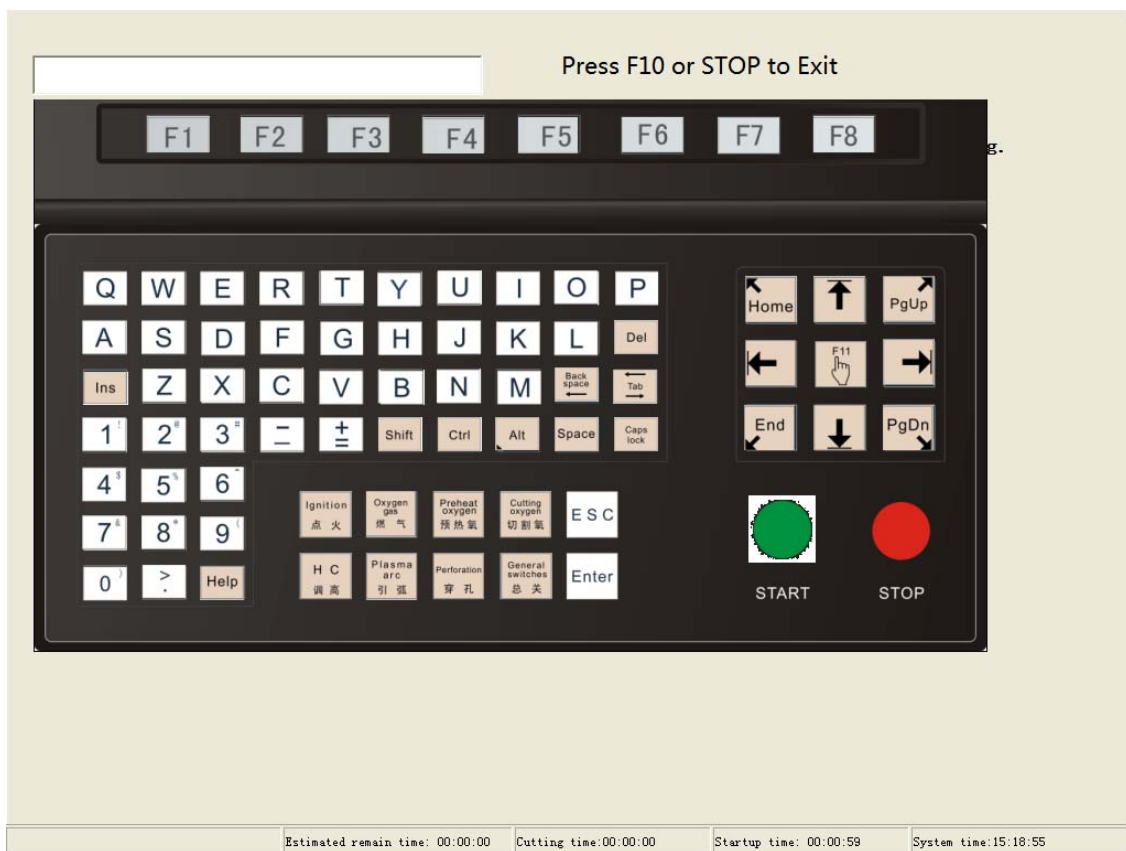 Press F10 or STOP to Exit
F1 F2 F3 F4 F5 F6 F7 F8
g.
Q W E R T Y U I O P
A S D F G H J K L Del
Ins Z X C V B N M Back space Tab
1 ! 2 @ 3 # − ± = Shift Ctrl Alt Space Caps lock
4 $ 5 % 6 ^
7 & 8 * 9 (
0 ) > . Help
Ignition 点火 Oxygen gas 燃气 Preheat oxygen 预热氧 Cutting oxygen 切割氧 ESC
H C 调高 Plasma arc 引弧 Perforation 穿孔 General switches 总关 Enter
Home PgUp
F11
End PgDn
START STOP
Estimated remain time: 00:00:00 Cutting time:00:00:00 Startup time: 00:00:59 System time:15:18:55